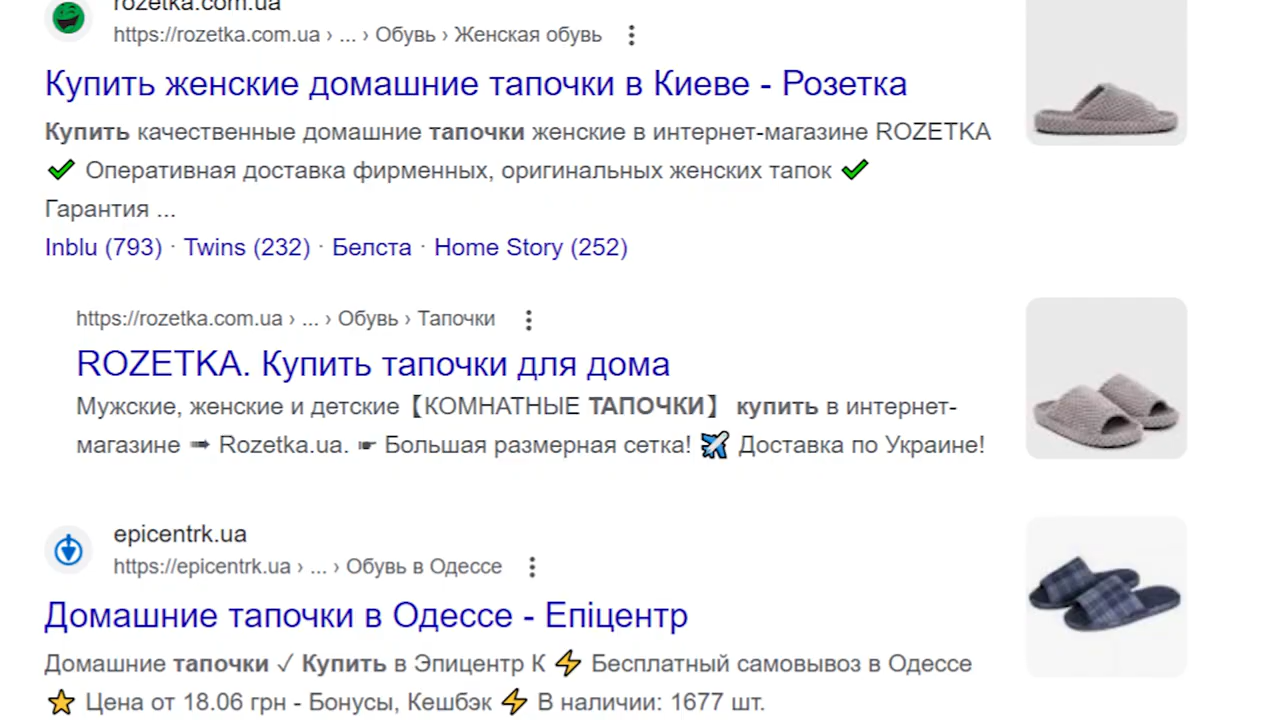 rozetka.com.ua
https://rozetka.com.ua › ... › Обувь › Женская обувь
Купить женские домашние тапочки в Киеве - Розетка
Купить качественные домашние тапочки женские в интернет-магазине ROZETKA
✔ Оперативная доставка фирменных, оригинальных женских тапок ✔
Гарантия ...
Inblu (793) · Twins (232) · Белста · Home Story (252)
https://rozetka.com.ua › ... › Обувь › Тапочки
ROZETKA. Купить тапочки для дома
Мужские, женские и детские【КОМНАТНЫЕ ТАПОЧКИ】 купить в интернет-
магазине ➡ Rozetka.ua. ☛ Большая размерная сетка! ✈ Доставка по Украине!
epicentrk.ua
https://epicentrk.ua › ... › Обувь в Одессе
Домашние тапочки в Одессе - Епіцентр
Домашние тапочки ✓ Купить в Эпицентр К ⚡ Бесплатный самовывоз в Одессе
⭐ Цена от 18.06 грн - Бонусы, Кешбэк ⚡ В наличии: 1677 шт.